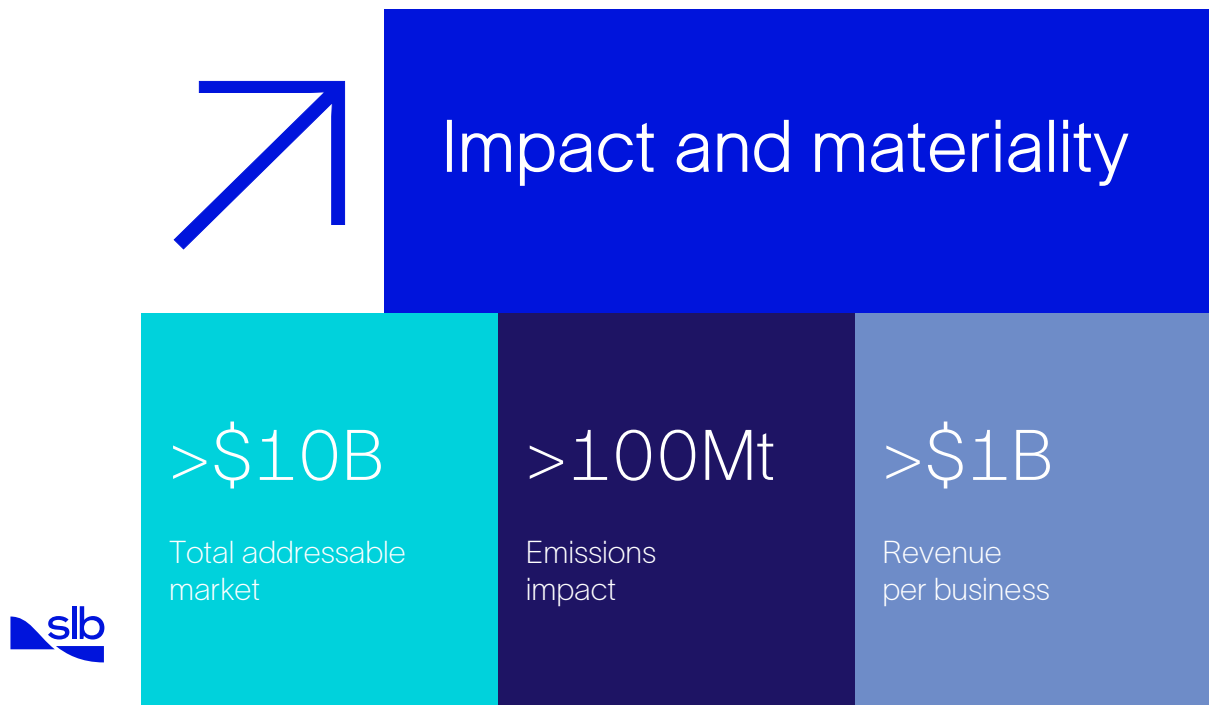 Impact and materiality
>$10B
Total addressable
market
>100Mt
Emissions
impact
>$1B
Revenue
per business
slb